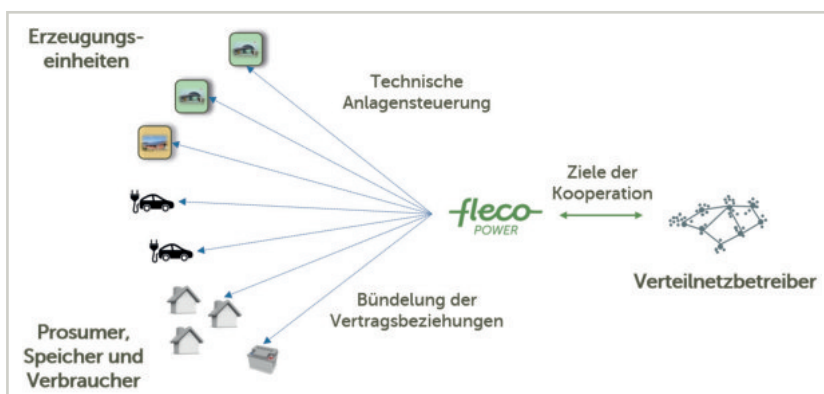 Erzeugungs-
einheiten
Technische
Anlagensteuerung
Ziele der
Kooperation
fleco
POWER
Verteilnetzbetreiber
Bündelung der
Vertragsbeziehungen
Prosumer,
Speicher und
Verbraucher